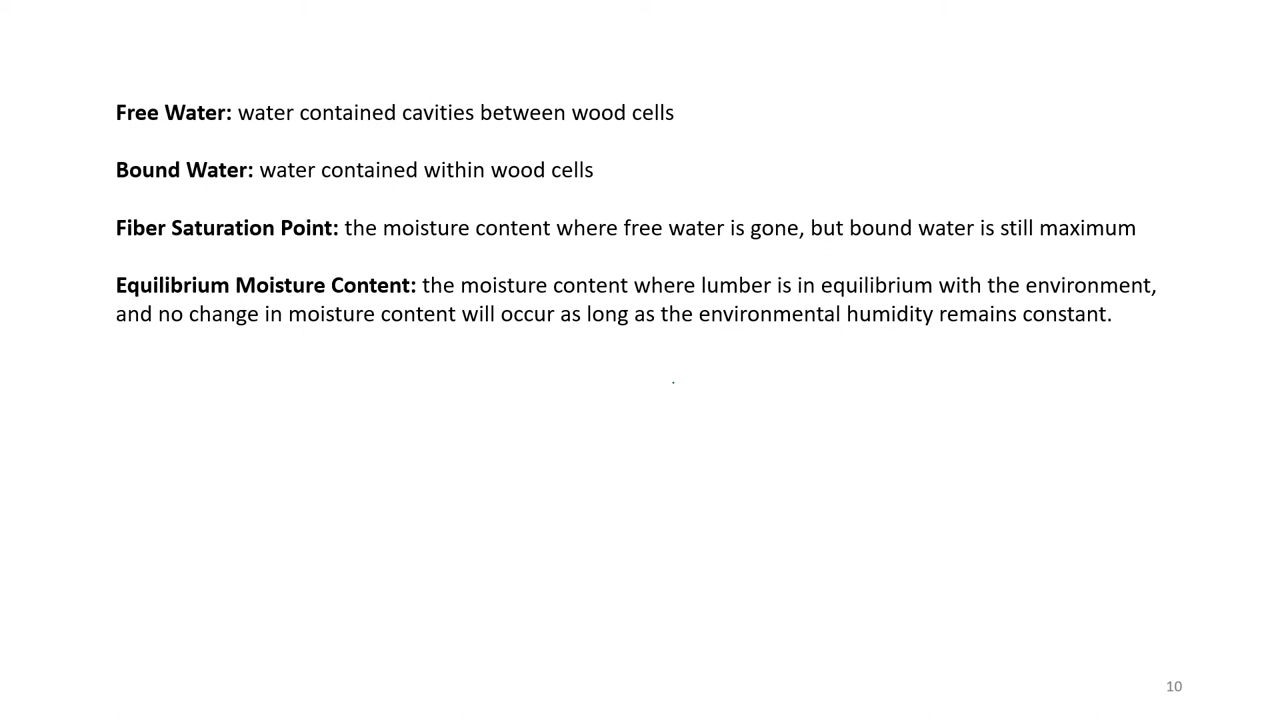 Free Water: water contained cavities between wood cells
Bound Water: water contained within wood cells
Fiber Saturation Point: the moisture content where free water is gone, but bound water is still maximum
Equilibrium Moisture Content: the moisture content where lumber is in equilibrium with the environment,
and no change in moisture content will occur as long as the environmental humidity remains constant.
10